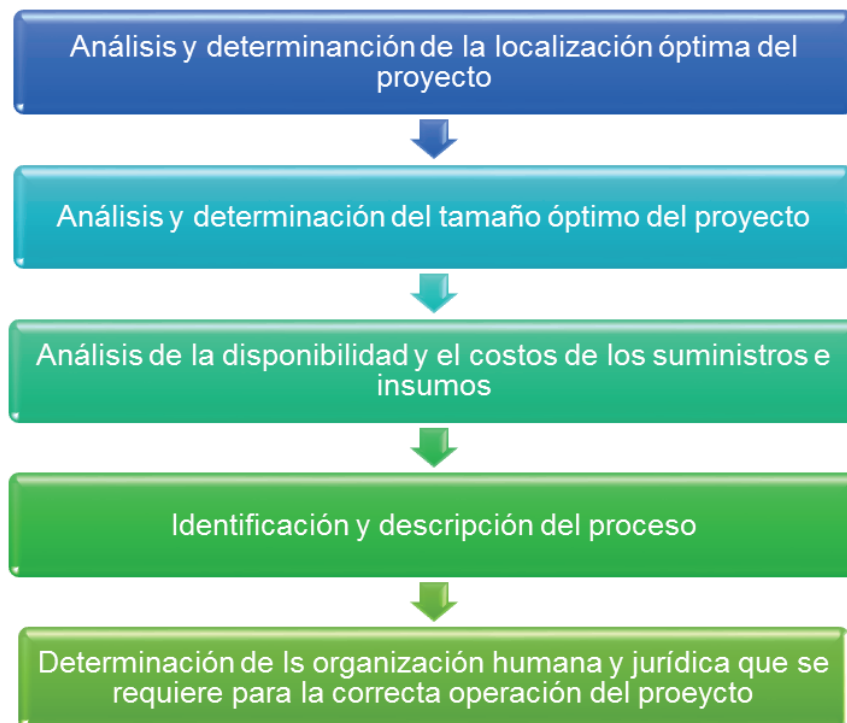 Análisis y determinanción de la localización óptima del
proyecto
Análisis y determinación del tamaño óptimo del proyecto
Análisis de la disponibilidad y el costos de los suministros e
insumos
Identificación y descripción del proceso
Determinación de ls organización humana y jurídica que se
requiere para la correcta operación del proeycto